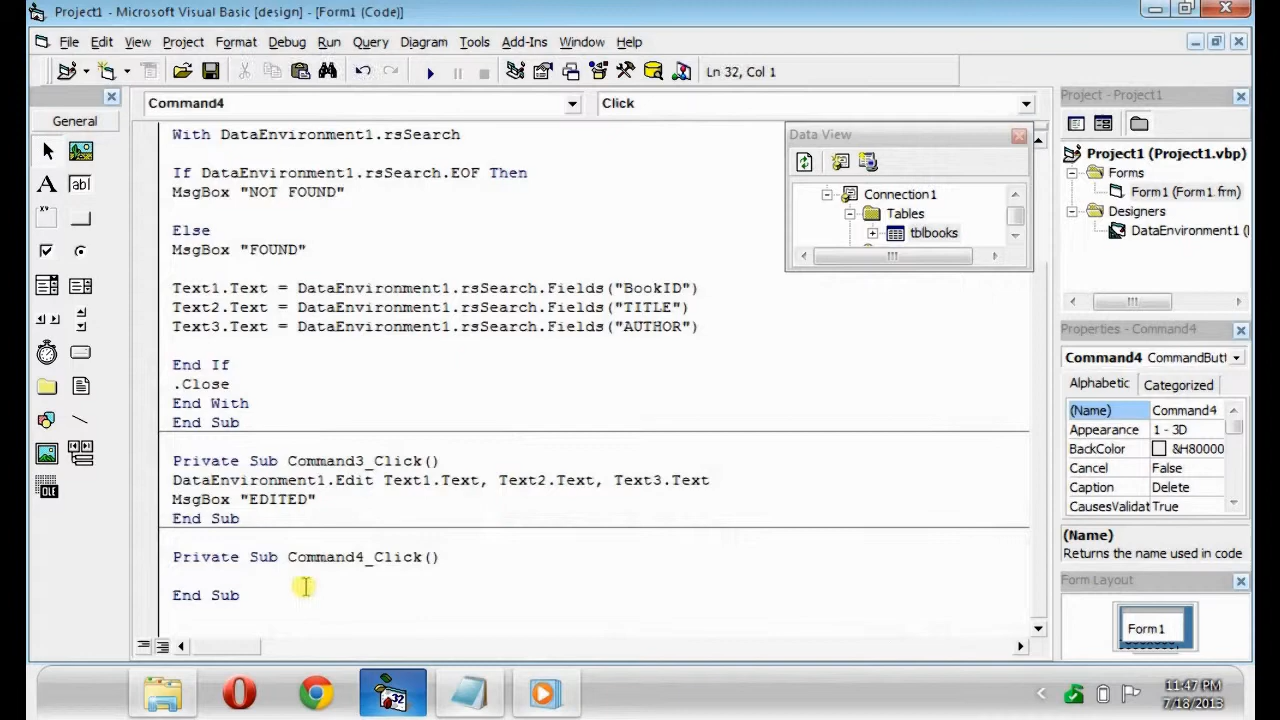 Project1 - Microsoft Visual Basic [design] - [Form1 (Code)]
File Edit View Project Format Debug Run Query Diagram Tools Add-Ins Window Help
Ln 32, Col 1
General
Command4
Click
With DataEnvironment1.rsSearch
If DataEnvironment1.rsSearch.EOF Then
MsgBox "NOT FOUND"
Else
MsgBox "FOUND"
Text1.Text = DataEnvironment1.rsSearch.Fields("BookID")
Text2.Text = DataEnvironment1.rsSearch.Fields("TITLE")
Text3.Text = DataEnvironment1.rsSearch.Fields("AUTHOR")
End If
.Close
End With
End Sub
Private Sub Command3_Click()
DataEnvironment1.Edit Text1.Text, Text2.Text, Text3.Text
MsgBox "EDITED"
End Sub
Private Sub Command4_Click()
End Sub
Data View
Connection1
Tables
tblbooks
Project - Project1
Project1 (Project1.vbp)
Forms
Form1 (Form1.frm)
Designers
DataEnvironment1 (
Properties - Command4
Command4 CommandButt
Alphabetic Categorized
(Name) Command4
Appearance 1 - 3D
BackColor &H80000
Cancel False
Caption Delete
CausesValidat True
(Name)
Returns the name used in code
Form Layout
Form1
32
11:47 PM
7/18/2013